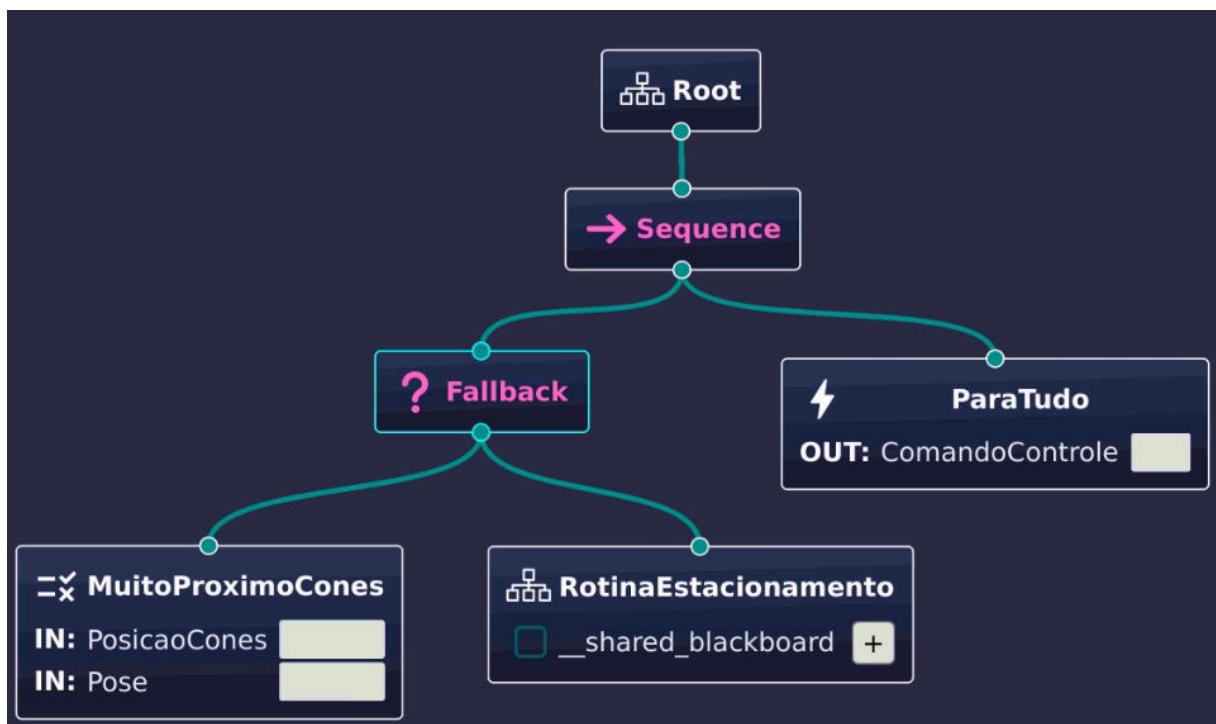 Root
Sequence
Fallback
ParaTudo
OUT: ComandoControle
MuitoProximoCones
IN: PosicaoCones
IN: Pose
RotinaEstacionamento
__shared_blackboard +